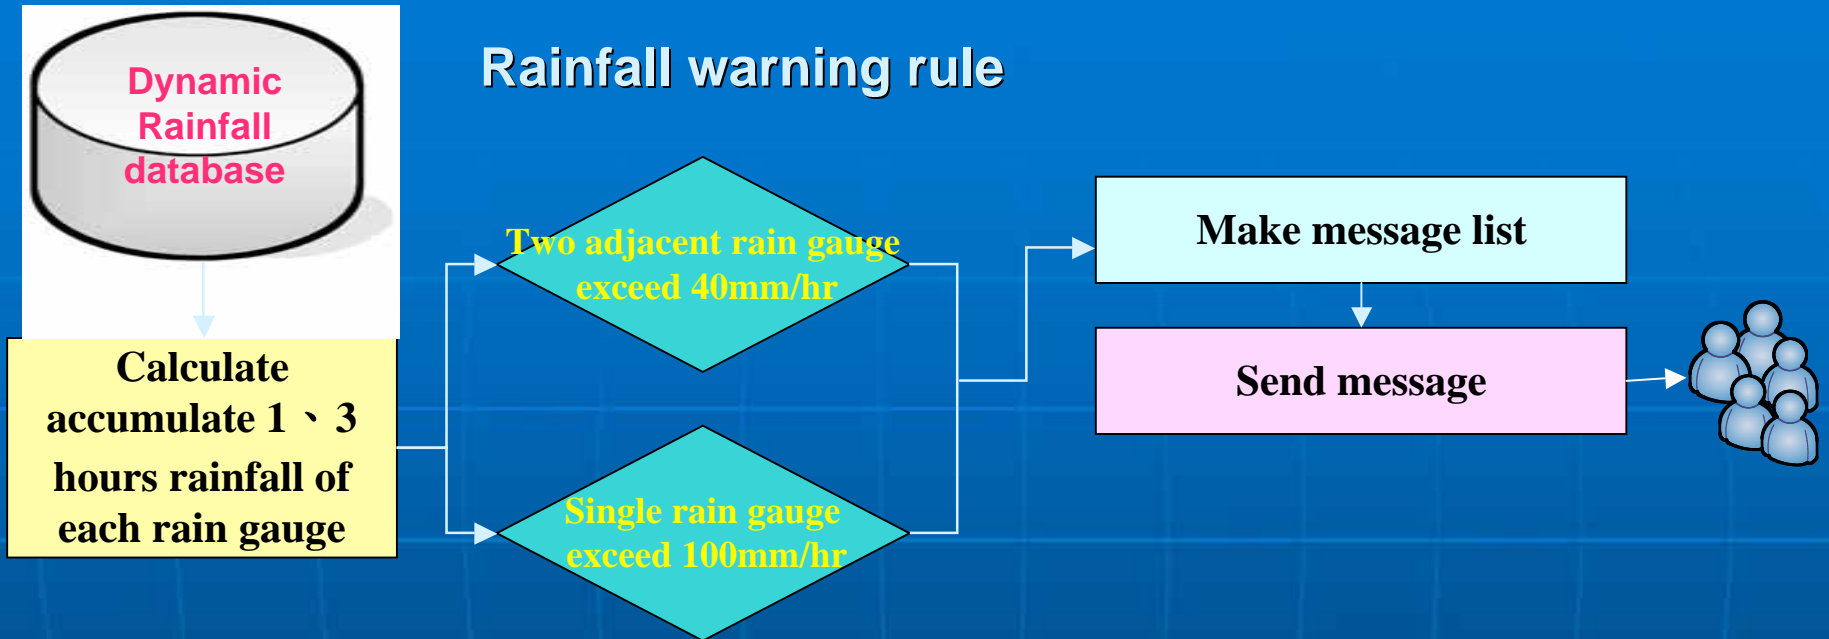 Rainfall warning rule
Dynamic
Rainfall
database
Calculate
accumulate 1、3
hours rainfall of
each rain gauge
Two adjacent rain gauge
exceed 40mm/hr
Single rain gauge
exceed 100mm/hr
Make message list
Send message